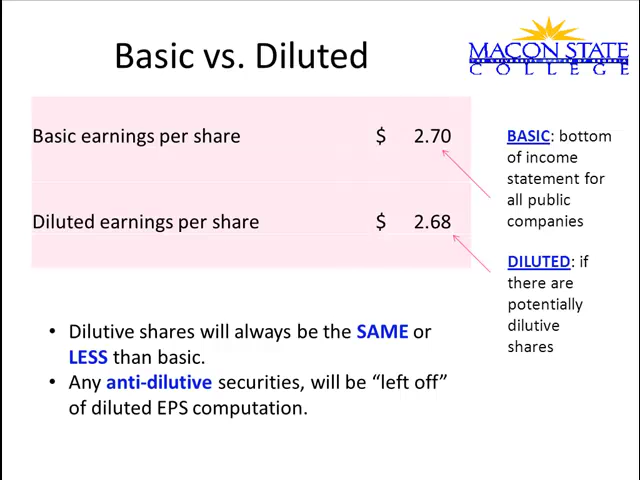 Basic vs. Diluted
MACON STATE
COLLEGE
Basic earnings per share $ 2.70
Diluted earnings per share $ 2.68
BASIC: bottom
of income
statement for
all public
companies
DILUTED: if
there are
potentially
dilutive
shares
• Dilutive shares will always be the SAME or
LESS than basic.
• Any anti-dilutive securities, will be “left off”
of diluted EPS computation.